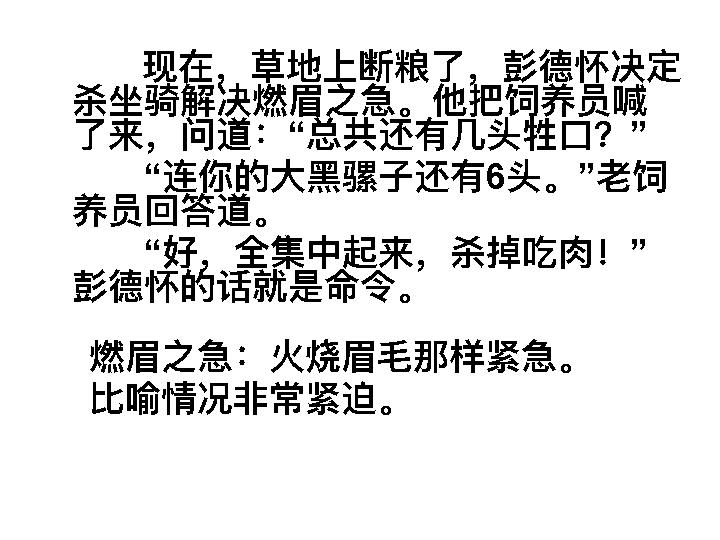 现在，草地上断粮了，彭德怀决定
杀坐骑解决燃眉之急。他把饲养员喊
了来，问道：“总共还有几头牲口？”
“连你的大黑骡子还有6头。”老饲
养员回答道。
“好，全集中起来，杀掉吃肉！”
彭德怀的话就是命令。
燃眉之急：火烧眉毛那样紧急。
比喻情况非常紧迫。